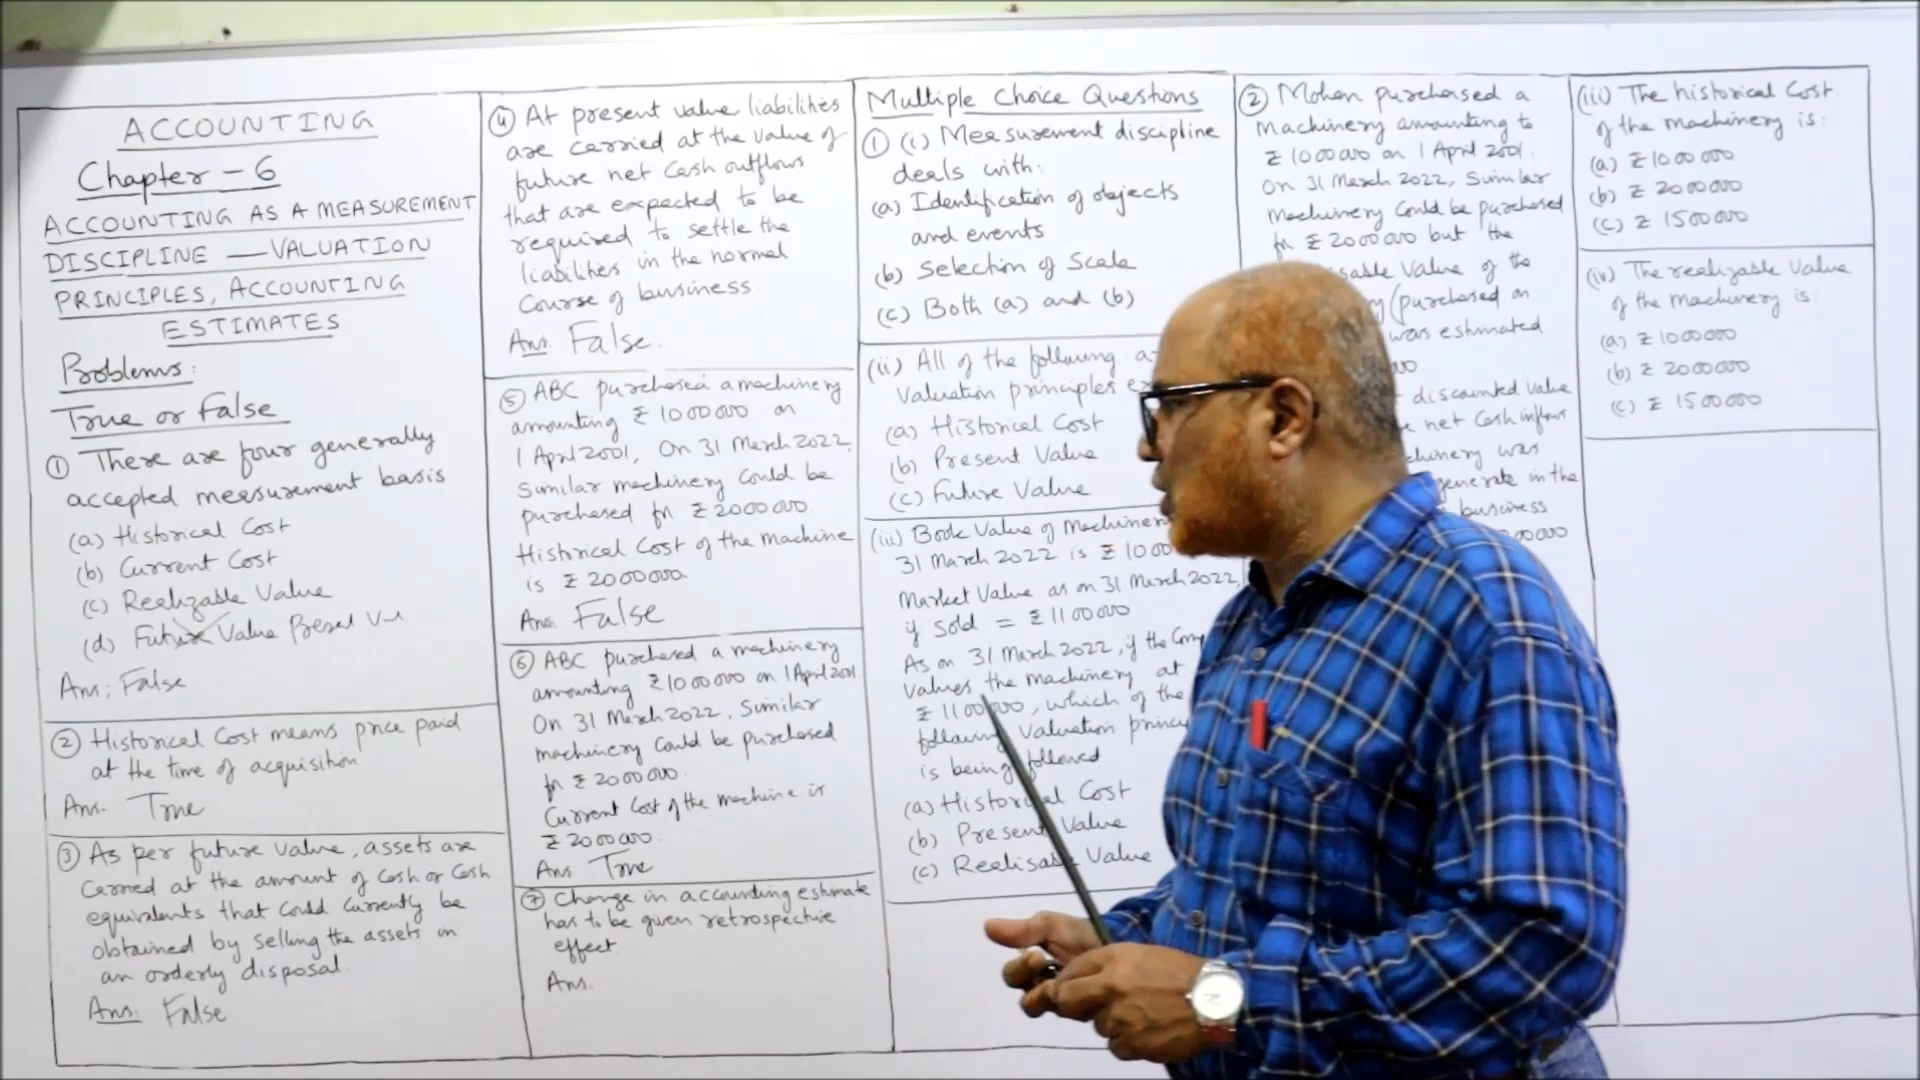 ACCOUNTING
Chapter - 6
ACCOUNTING AS A MEASUREMENT
DISCIPLINE — VALUATION
PRINCIPLES, ACCOUNTING
ESTIMATES
Problems:
True or False
① There are four generally
accepted measurement basis
(a) Historical Cost
(b) Current Cost
(c) Realizable Value
(d) Future Value Present
Ans: False
② Historical Cost means price paid
at the time of acquisition
Ans. True
③ As per future value, assets are
Carried at the amount of Cash or Cash
equivalents that Could Currently be
obtained by selling the assets in
an orderly disposal.
Ans: False
④ At present value liabilities
are carried at the value of
future net Cash outflows
that are expected to be
required to settle the
liabilities in the normal
Course of business.
Ans. False.
⑤ ABC purchased a machinery
amounting ₹ 1000000 on
1 April 2001, On 31 March 2022,
Similar machinery Could be
purchased for ₹ 2000000.
Historical Cost of the machine
is ₹ 2000000
Ans. False
⑥ ABC purchased a machinery
amounting ₹ 1000000 on 1 April 2001
On 31 March 2022, Similar
machinery Could be purchased
for ₹ 2000000.
Current Cost of the machine is
₹ 2000000.
Ans True
⑦ Change in accounting estimate
has to be given retrospective
effect.
Ans.
Multiple Choice Questions
① (i) Measurement discipline
deals with:
(a) Identification of objects
and events
(b) Selection of Scale
(c) Both (a) and (b)
(ii) All of the following
Valuation principles
(a) Historical Cost
(b) Present Value
(c) Future Value
(iii) Book Value of
31 March 2022 is ₹
Market Value as on 31 March 2022,
if sold = ₹ 1100000
As on 31 March 2022, if the
Values the machinery at
₹ 1100000, which of the
following Valuation
is being followed
(a) Historical Cost
(b) Present Value
(c) Realisable Value
② Mohan purchased a
Machinery amounting to
₹ 1000000 on 1 April 2001.
On 31 March 2022, Similar
Machinery Could be purchased
for ₹ 2000000 but the
Value of the
(purchased on
was estimated
discounted value
net Cash inflows
was
generate in the
business
(iii) The historical Cost
of the machinery is:
(a) ₹ 1000000
(b) ₹ 2000000
(c) ₹ 1500000
(iv) The realizable Value
of the machinery is:
(a) ₹ 1000000
(b) ₹ 2000000
(c) ₹ 1500000